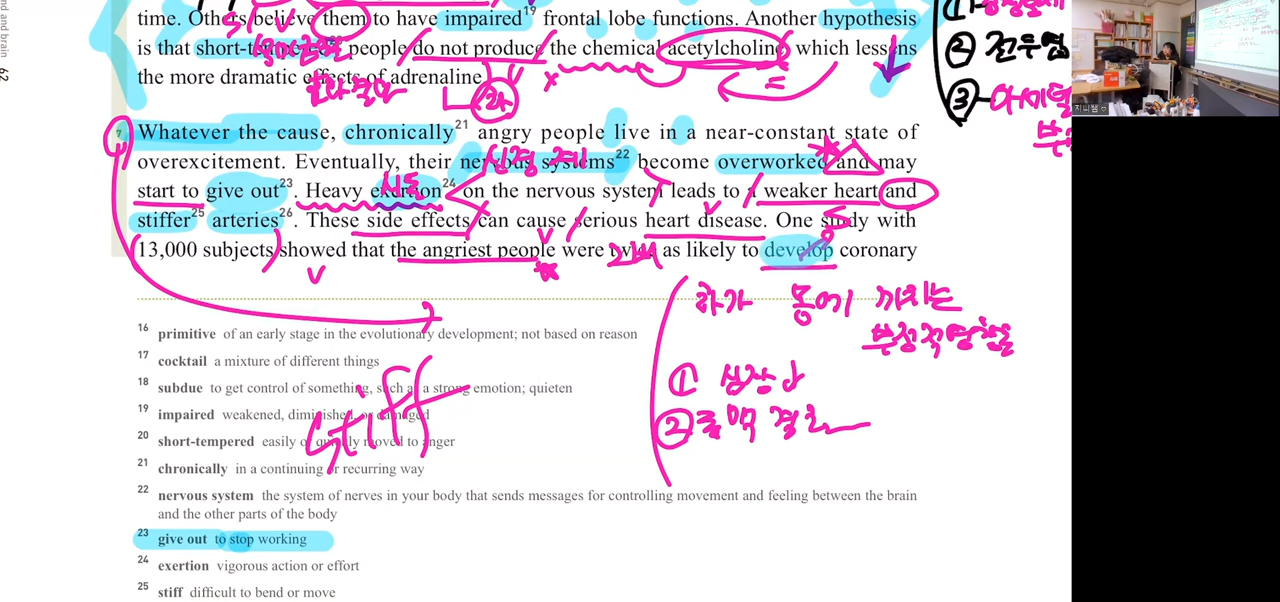 time. Others believe them to have impaired19 frontal lobe functions. Another hypothesis
is that short-tempered20 people do not produce the chemical acetylcholine, which lessens
the more dramatic effects of adrenaline.
7 Whatever the cause, chronically21 angry people live in a near-constant state of
overexcitement. Eventually, their nervous systems22 become overworked and may
start to give out23. Heavy exertion24 on the nervous system leads to a weaker heart and
stiffer25 arteries26. These side effects can cause serious heart disease. One study with
13,000 subjects showed that the angriest people were twice as likely to develop coronary
신경계
② 전두엽
③
화가 몸에 끼치는
부정적영향
① 심장
②
stiff
16 primitive of an early stage in the evolutionary development; not based on reason
17 cocktail a mixture of different things
18 subdue to get control of something, such as a strong emotion; quieten
19 impaired weakened, diminished, or damaged
20 short-tempered easily or quickly moved to anger
21 chronically in a continuing or recurring way
22 nervous system the system of nerves in your body that sends messages for controlling movement and feeling between the brain
and the other parts of the body
23 give out to stop working
24 exertion vigorous action or effort
25 stiff difficult to bend or move
nd and brain
62
지니쌤